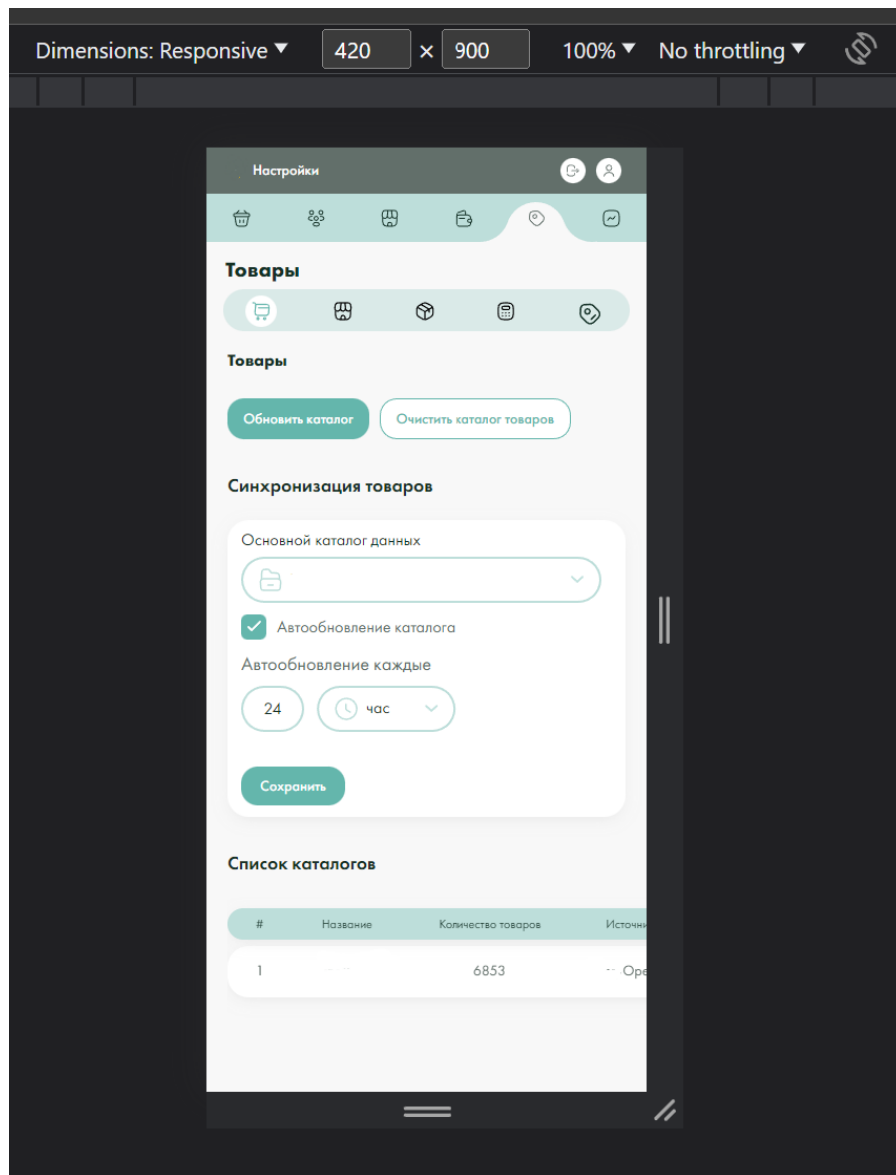 Dimensions: Responsive ▼ 420 × 900 100% ▼ No throttling ▼
Настройки
Товары
Товары
Обновить каталог Очистить каталог товаров
Синхронизация товаров
Основной каталог данных
Автообновление каталога
Автообновление каждые
24 час
Сохранить
Список каталогов
# Название Количество товаров Источни
1 6853 Ope